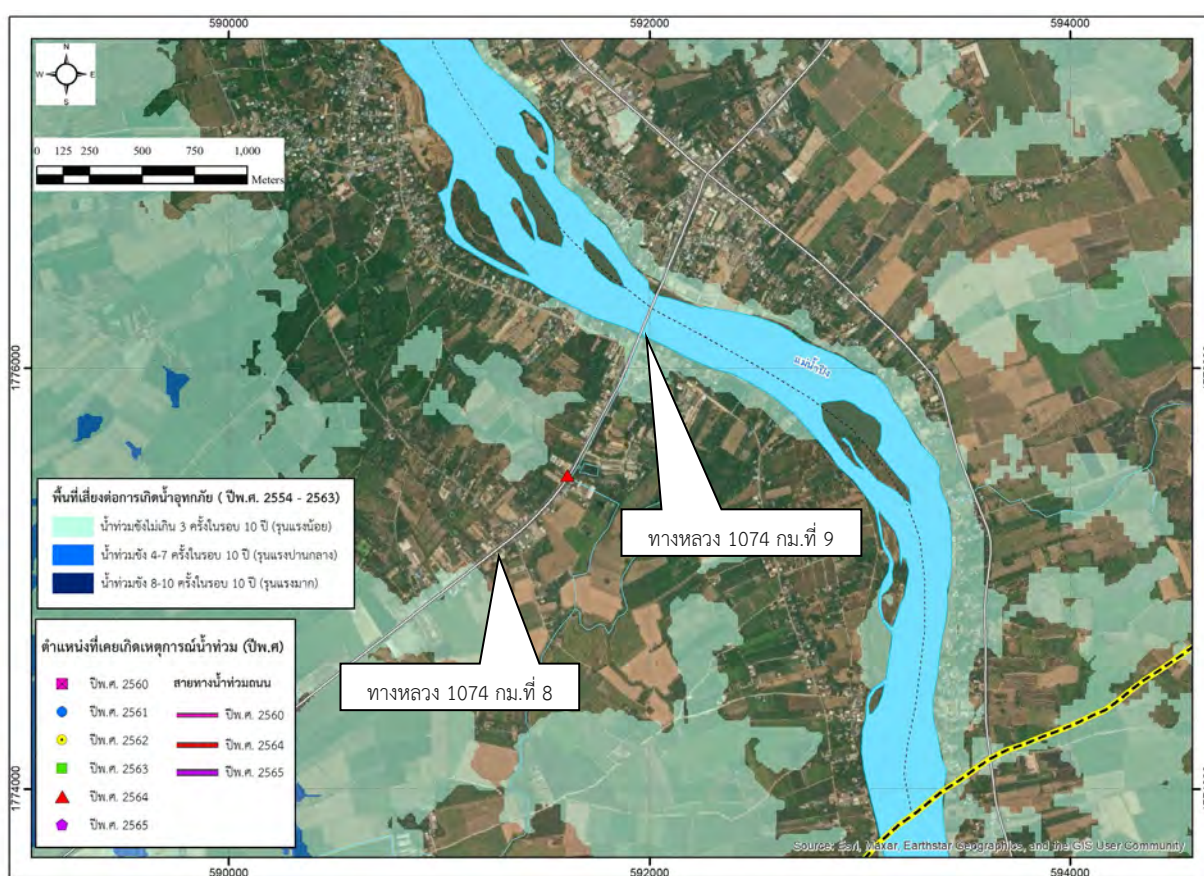 590000 592000 594000
N
W E
S
0 125 250 500 750 1,000
Meters
แม่น้ำปิง
1776000
พื้นที่เสี่ยงต่อการเกิดน้ำอุทกภัย ( ปีพ.ศ. 2554 - 2563)
น้ำท่วมขังไม่เกิน 3 ครั้งในรอบ 10 ปี (รุนแรงน้อย)
น้ำท่วมขัง 4-7 ครั้งในรอบ 10 ปี (รุนแรงปานกลาง)
น้ำท่วมขัง 8-10 ครั้งในรอบ 10 ปี (รุนแรงมาก)
ทางหลวง 1074 กม.ที่ 9
ทางหลวง 1074 กม.ที่ 8
ตำแหน่งที่เคยเกิดเหตุการณ์น้ำท่วม (ปีพ.ศ)
ปีพ.ศ. 2560
ปีพ.ศ. 2561
ปีพ.ศ. 2562
ปีพ.ศ. 2563
ปีพ.ศ. 2564
ปีพ.ศ. 2565
สายทางน้ำท่วมถนน
ปีพ.ศ. 2560
ปีพ.ศ. 2564
ปีพ.ศ. 2565
1774000
Source: Esri, Maxar, Earthstar Geographics, and the GIS User Community
590000 592000 594000